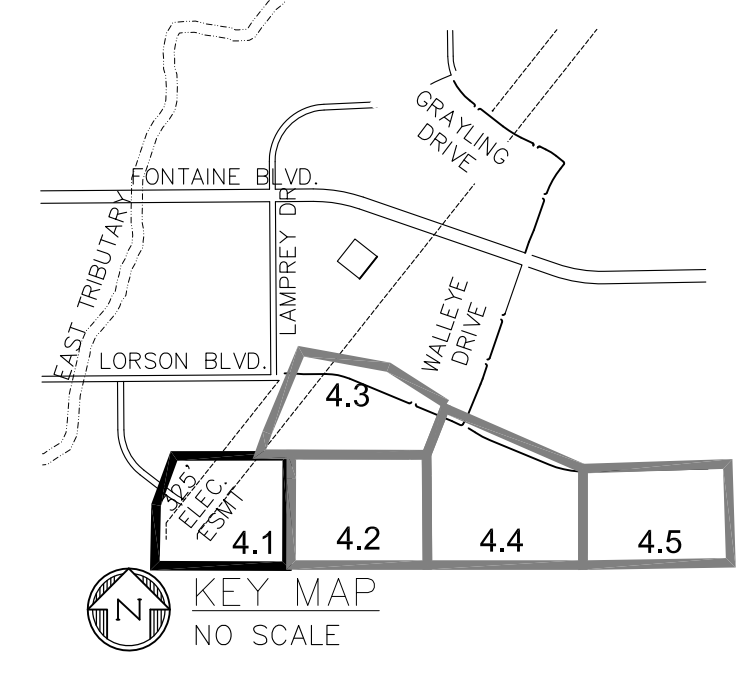 GRAYLING
DRIVE
FONTAINE BLVD.
EAST TRIBUTARY
LAMPREY DR
WALLEYE
DRIVE
LORSON BLVD.
4.3
325'
ELEC.
ESMT
4.1
4.2
4.4
4.5
N
KEY MAP
NO SCALE